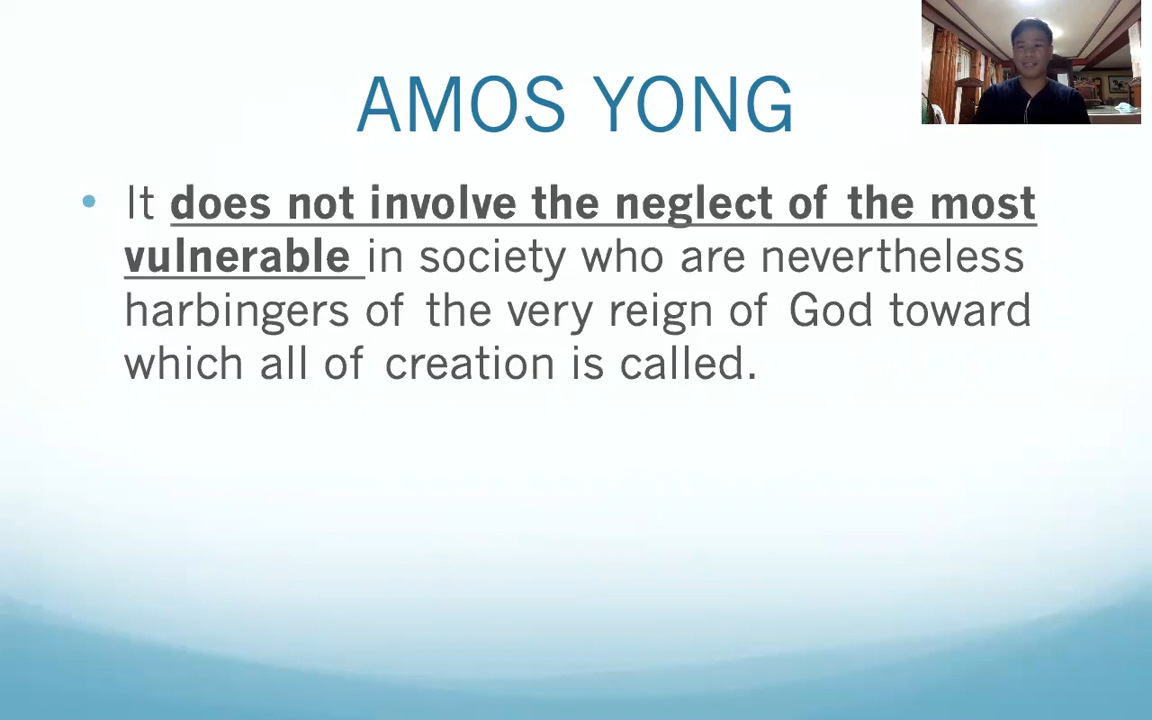 AMOS YONG
• It does not involve the neglect of the most
vulnerable in society who are nevertheless
harbingers of the very reign of God toward
which all of creation is called.